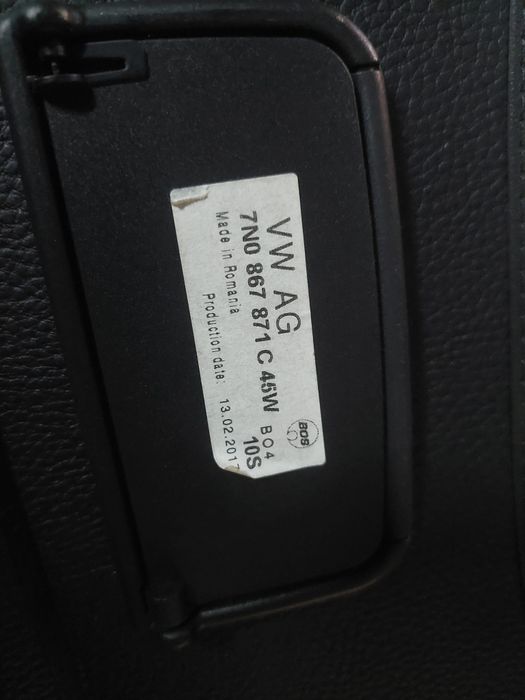 VW AG
BOS
7N0 867 871 C 45W BO4
Made in Romania
10S
Production date: 13.02.2017